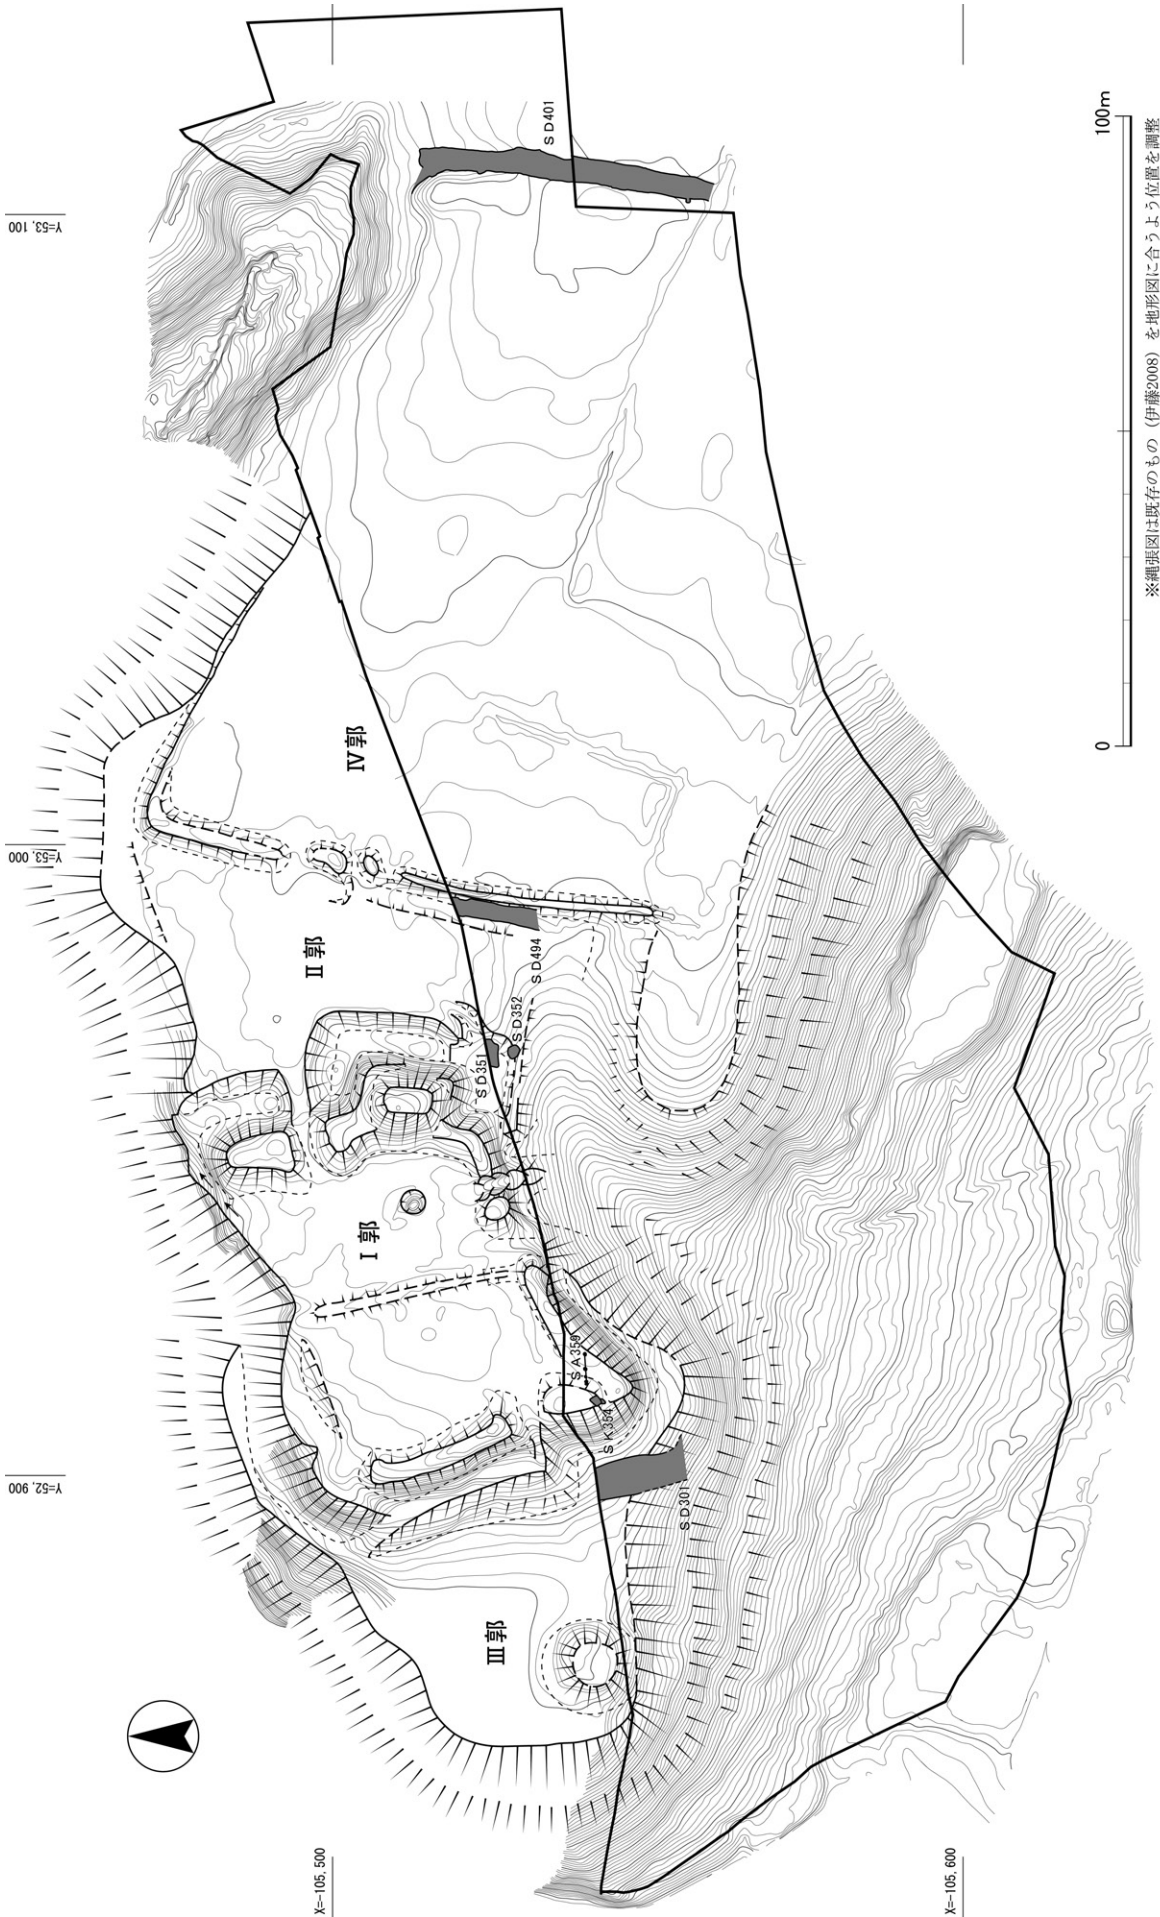 Y=53,100
Y=53,000
Y=52,900
X=-105,500
X=-105,600
SD401
Ⅳ郭
Ⅱ郭
SD494
SD352
SD351
Ⅰ郭
SA359
SK354
SD301
Ⅲ郭
0
100m
※縄張図は既存のもの（伊藤2008）を地形図に合うよう位置を調整